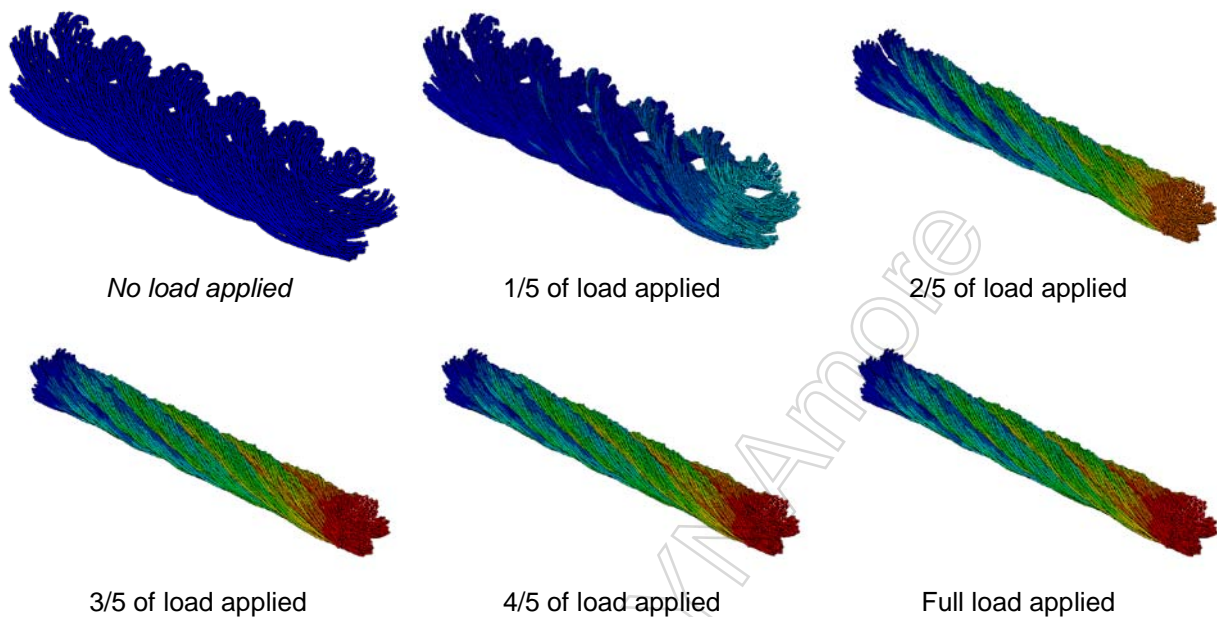 No load applied
1/5 of load applied
2/5 of load applied
3/5 of load applied
4/5 of load applied
Full load applied
Amore